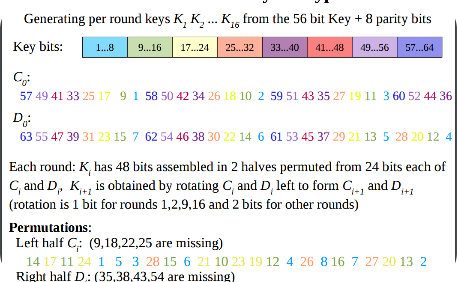 Generating per round keys K1 K2 ... K16 from the 56 bit Key + 8 parity bits
Key bits: 1...8 9...16 17...24 25...32 33...40 41...48 49...56 57...64
C0:
57 49 41 33 25 17 9 1 58 50 42 34 26 18 10 2 59 51 43 35 27 19 11 3 60 52 44 36
D0:
63 55 47 39 31 23 15 7 62 54 46 38 30 22 14 6 61 53 45 37 29 21 13 5 28 20 12 4
Each round: Ki has 48 bits assembled in 2 halves permuted from 24 bits each of
Ci and Di, Ki+1 is obtained by rotating Ci and Di left to form Ci+1 and Di+1
(rotation is 1 bit for rounds 1,2,9,16 and 2 bits for other rounds)
Permutations:
Left half Ci: (9,18,22,25 are missing)
14 17 11 24 1 5 3 28 15 6 21 10 23 19 12 4 26 8 16 7 27 20 13 2
Right half Di: (35,38,43,54 are missing)